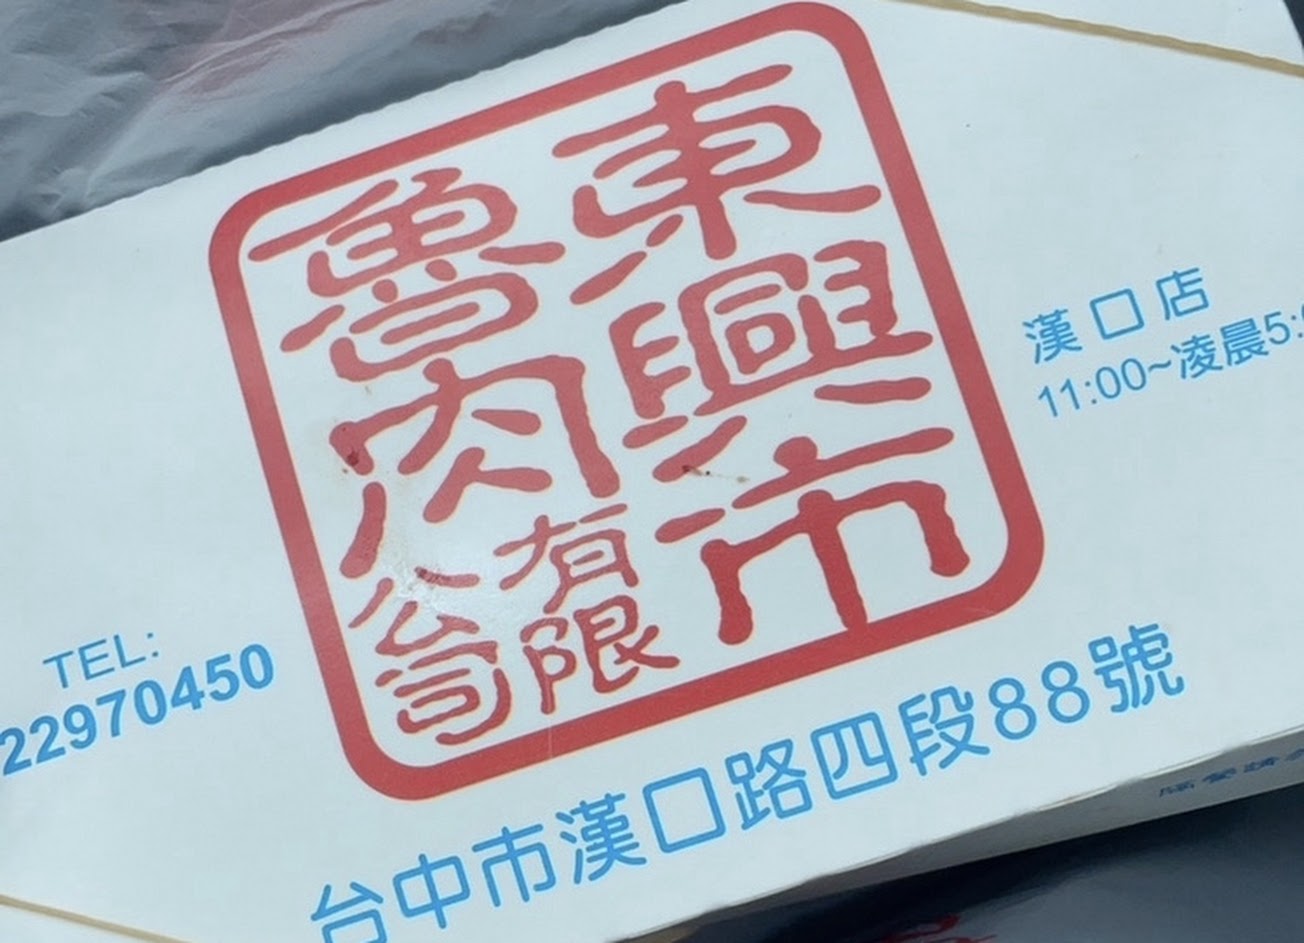 東興市
魯肉
有限
公司
漢口店
11:00~凌晨5:
TEL:
22970450
台中市漢口路四段88號